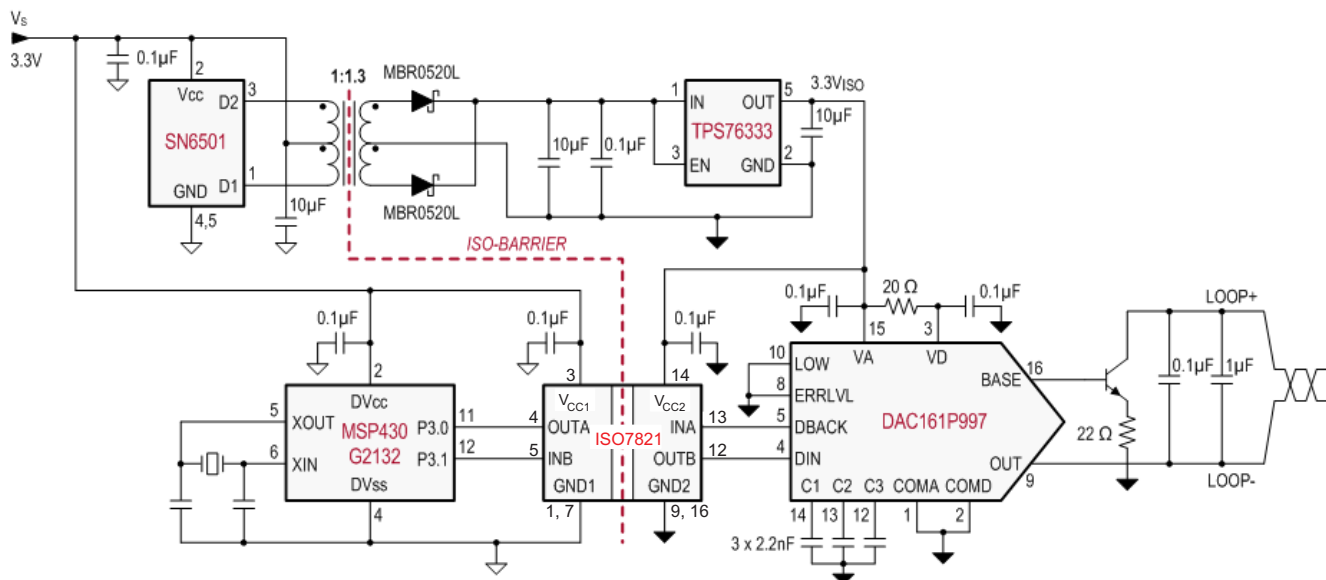 VS
3.3V
0.1µF
2
Vcc
D2
3
SN6501
D1
1
GND
4,5
10µF
1:1.3
MBR0520L
MBR0520L
10µF
0.1µF
1
IN
OUT
5
TPS76333
3
EN
GND
2
3.3VISO
10µF
ISO-BARRIER
0.1µF
2
DVcc
5
XOUT
MSP430
G2132
P3.0
11
6
XIN
P3.1
12
DVss
4
0.1µF
3
VCC1
4
OUTA
5
INB
GND1
1, 7
ISO7821
0.1µF
14
VCC2
INA
13
OUTB
12
GND2
9, 16
0.1µF
20 Ω
0.1µF
15
3
VA
VD
10
LOW
8
ERRLVL
5
DBACK
4
DIN
DAC161P997
BASE
16
OUT
9
C1
C2
C3
COMA
COMD
14
13
12
1
2
3 x 2.2nF
22 Ω
0.1µF
1µF
LOOP+
LOOP-